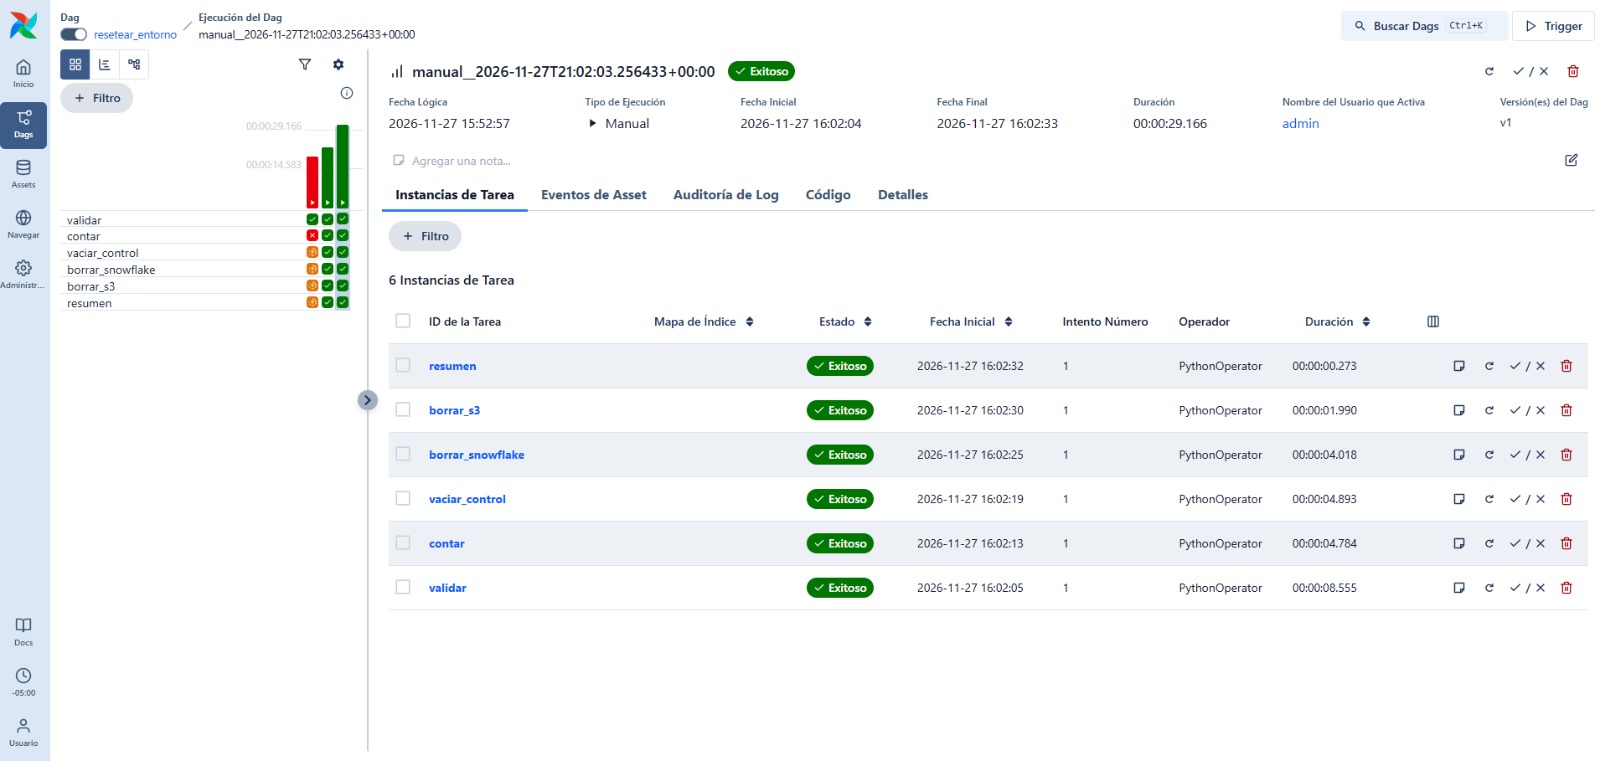 Dag
resetear_entorno
/
Ejecución del Dag
manual__2026-11-27T21:02:03.256433+00:00
Buscar Dags Ctrl+K
Trigger
Inicio
Dags
Assets
Navegar
Administr...
Docs
-05:00
Usuario
+ Filtro
00:00:29.166
00:00:14.583
validar
contar
vaciar_control
borrar_snowflake
borrar_s3
resumen
manual__2026-11-27T21:02:03.256433+00:00 Exitoso
/
Fecha Lógica Tipo de Ejecución Fecha Inicial Fecha Final Duración Nombre del Usuario que Activa Versión(es) del Dag
2026-11-27 15:52:57 Manual 2026-11-27 16:02:04 2026-11-27 16:02:33 00:00:29.166 admin v1
Agregar una nota...
Instancias de Tarea Eventos de Asset Auditoría de Log Código Detalles
+ Filtro
6 Instancias de Tarea
ID de la Tarea Mapa de Índice Estado Fecha Inicial Intento Número Operador Duración
resumen Exitoso 2026-11-27 16:02:32 1 PythonOperator 00:00:00.273 /
borrar_s3 Exitoso 2026-11-27 16:02:30 1 PythonOperator 00:00:01.990 /
borrar_snowflake Exitoso 2026-11-27 16:02:25 1 PythonOperator 00:00:04.018 /
vaciar_control Exitoso 2026-11-27 16:02:19 1 PythonOperator 00:00:04.893 /
contar Exitoso 2026-11-27 16:02:13 1 PythonOperator 00:00:04.784 /
validar Exitoso 2026-11-27 16:02:05 1 PythonOperator 00:00:08.555 /